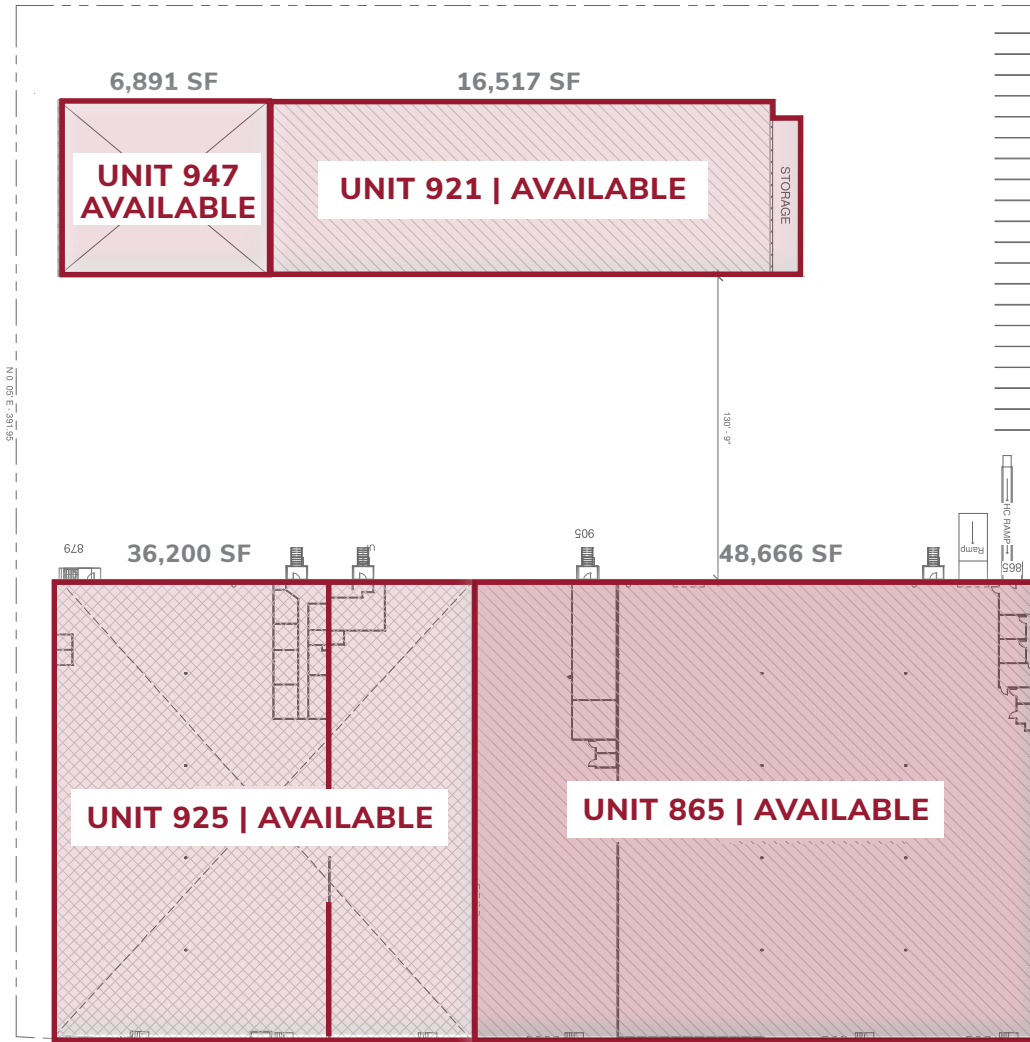 6,891 SF
16,517 SF
UNIT 947
AVAILABLE
UNIT 921 | AVAILABLE
STORAGE
N 0 05' E - 391.95
130' - 9"
879
36,200 SF
905
48,666 SF
Ramp
HC RAMP
865
UNIT 925 | AVAILABLE
UNIT 865 | AVAILABLE